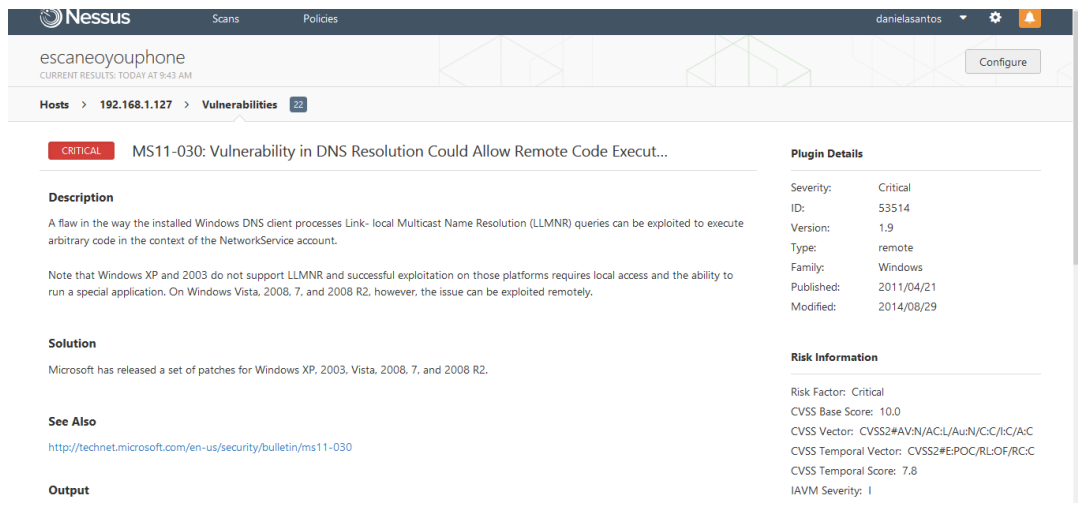 Nessus Scans Policies danielasantos
escaneoyouphone
CURRENT RESULTS: TODAY AT 9:43 AM
Configure
Hosts > 192.168.1.127 > Vulnerabilities 22
CRITICAL MS11-030: Vulnerability in DNS Resolution Could Allow Remote Code Execut...
Description
A flaw in the way the installed Windows DNS client processes Link- local Multicast Name Resolution (LLMNR) queries can be exploited to execute
arbitrary code in the context of the NetworkService account.
Note that Windows XP and 2003 do not support LLMNR and successful exploitation on those platforms requires local access and the ability to
run a special application. On Windows Vista, 2008, 7, and 2008 R2, however, the issue can be exploited remotely.
Solution
Microsoft has released a set of patches for Windows XP, 2003, Vista, 2008, 7, and 2008 R2.
See Also
http://technet.microsoft.com/en-us/security/bulletin/ms11-030
Output
Plugin Details
Severity: Critical
ID: 53514
Version: 1.9
Type: remote
Family: Windows
Published: 2011/04/21
Modified: 2014/08/29
Risk Information
Risk Factor: Critical
CVSS Base Score: 10.0
CVSS Vector: CVSS2#AV:N/AC:L/Au:N/C:C/I:C/A:C
CVSS Temporal Vector: CVSS2#E:POC/RL:OF/RC:C
CVSS Temporal Score: 7.8
IAVM Severity: I